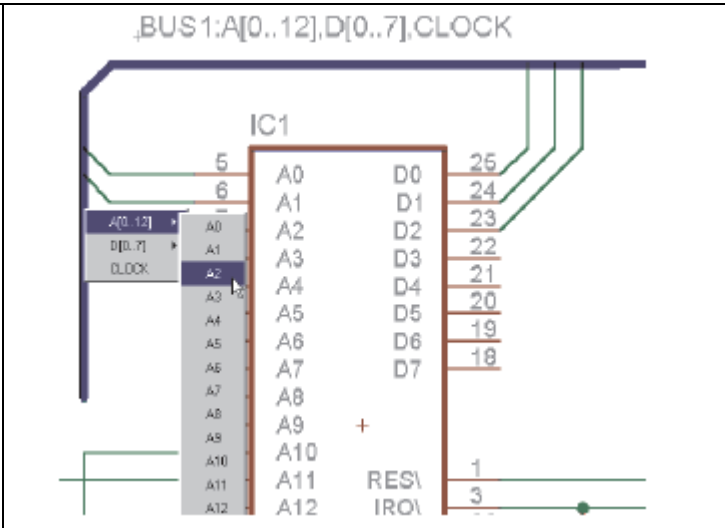 BUS1:A[0..12],D[0..7],CLOCK
IC1
5 A0 D0 25
6 A1 D1 24
A2 D2 23
A3 D3 22
A4 D4 21
A5 D5 20
A6 D6 19
A7 D7 18
A8
A9
A10
A11 RES\ 1
A12 IRQ\ 3
A[0..12]
D[0..7]
CLOCK
A0
A1
A2
A3
A4
A5
A6
A7
A8
A9
A10
A11
A12